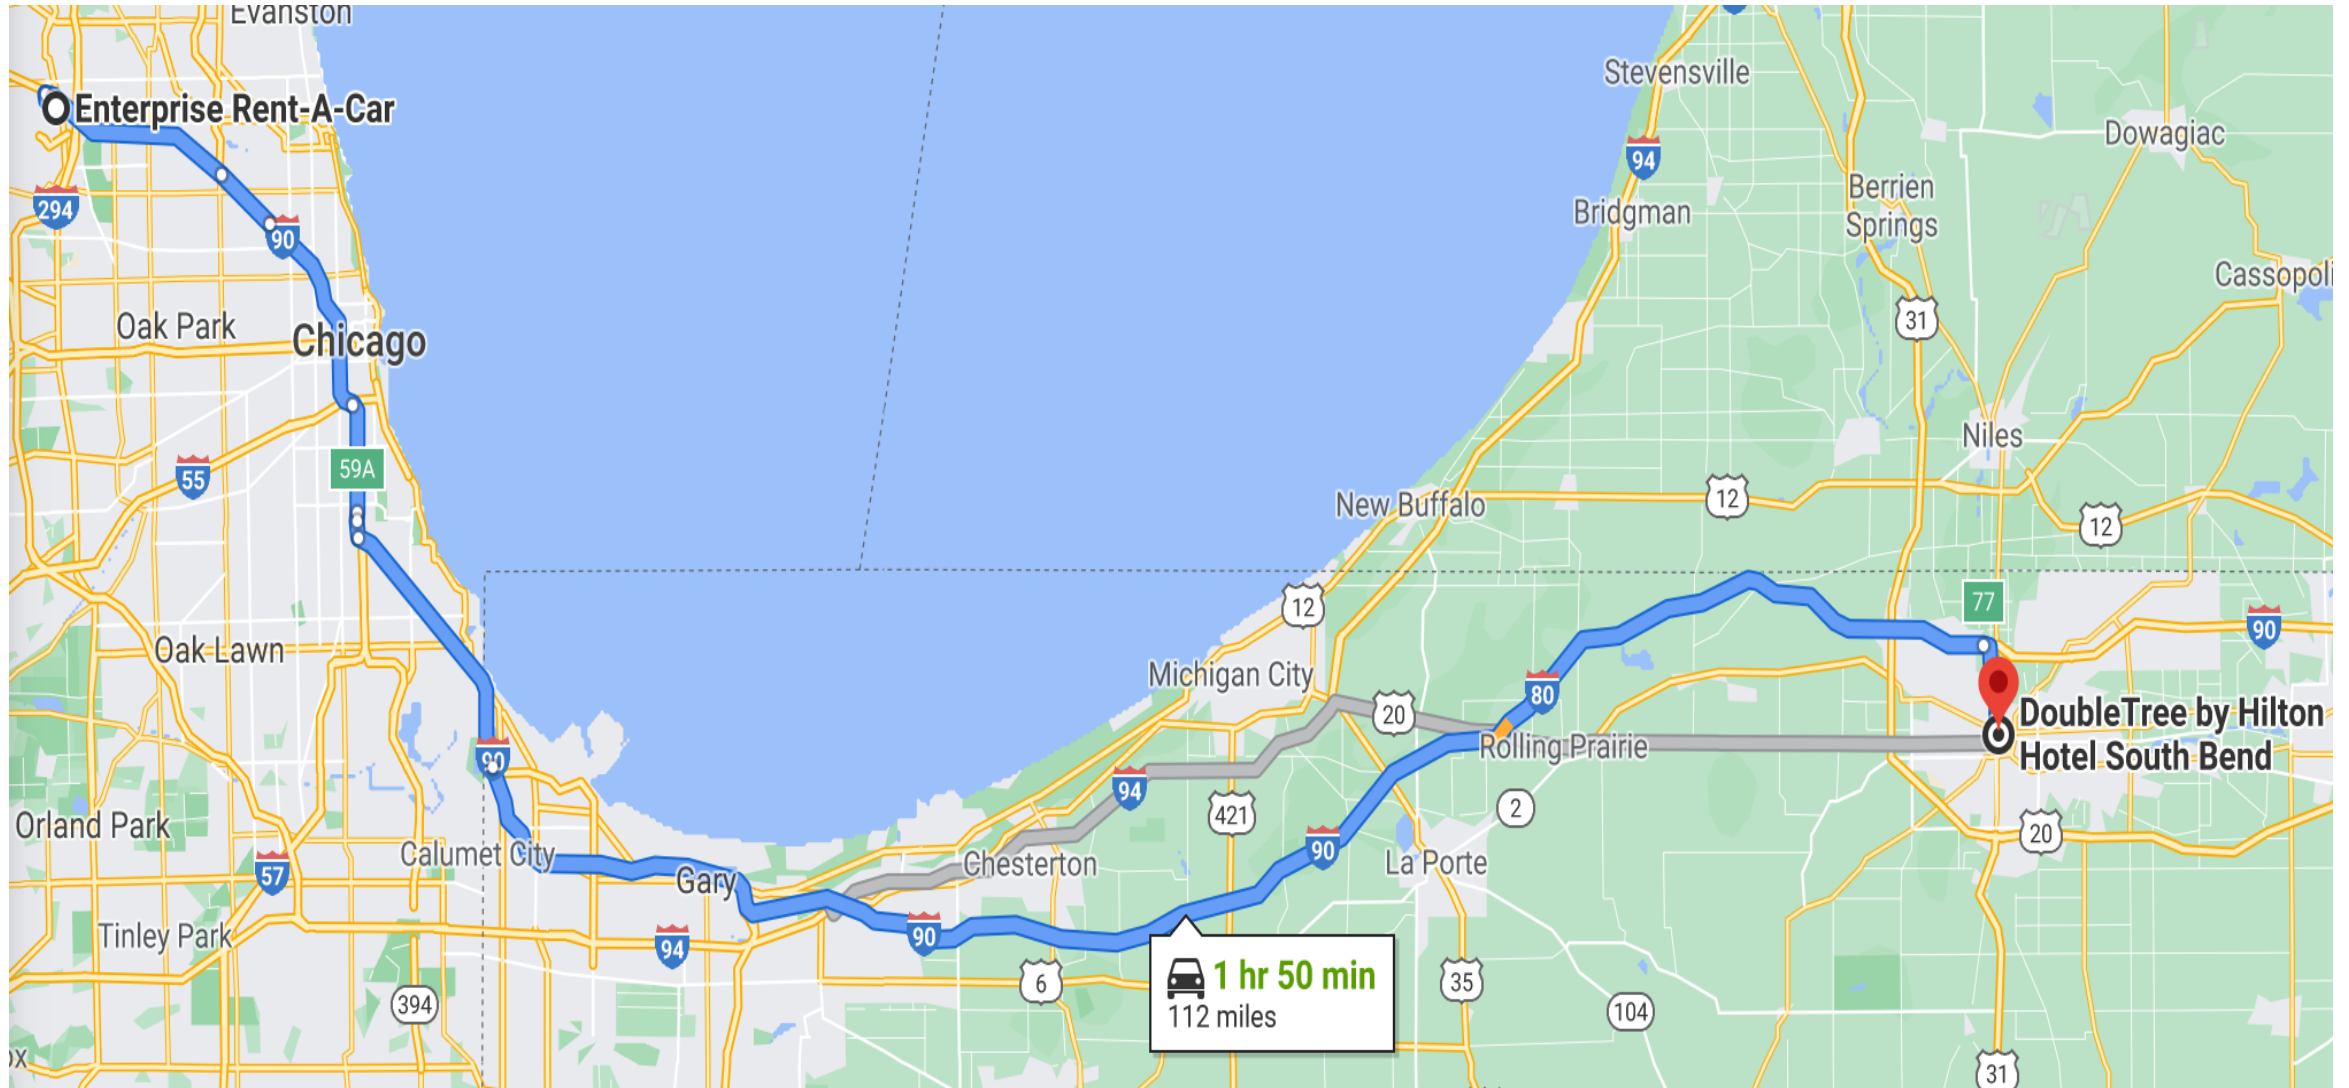 Evanston
Enterprise Rent-A-Car
294
90
Oak Park
Chicago
55
59A
Oak Lawn
90
Orland Park
Calumet City
57
Gary
Tinley Park
94
394
Stevensville
94
Dowagiac
Berrien
Springs
Bridgman
Cassopoli
31
Niles
New Buffalo
12
12
12
77
90
Michigan City
20
80
Rolling Prairie
DoubleTree by Hilton
Hotel South Bend
94
421
2
20
90
Chesterton
La Porte
90
1 hr 50 min
112 miles
6
35
104
31
ox